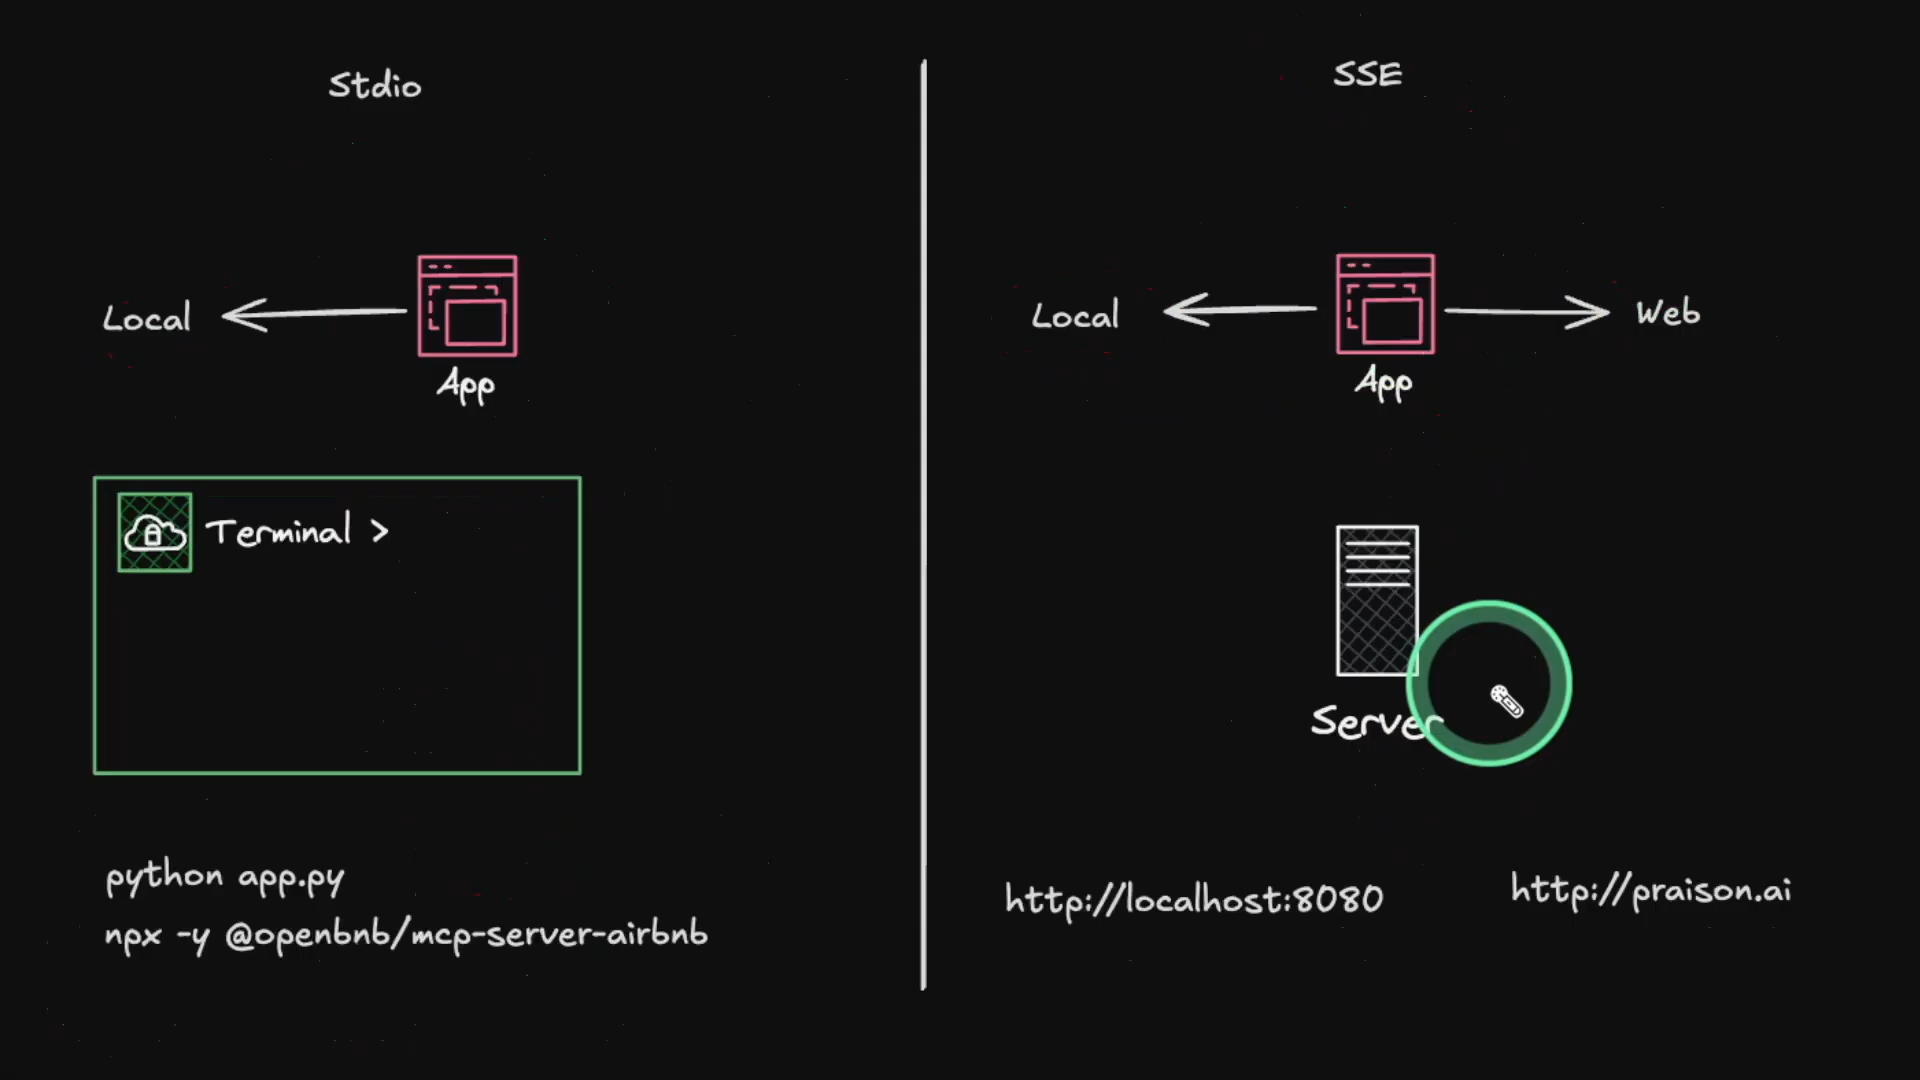 Stdio
Local
App
Terminal >
python app.py
npx -y @openbnb/mcp-server-airbnb
SSE
Local
Web
App
Server
http://localhost:8080
http://praison.ai